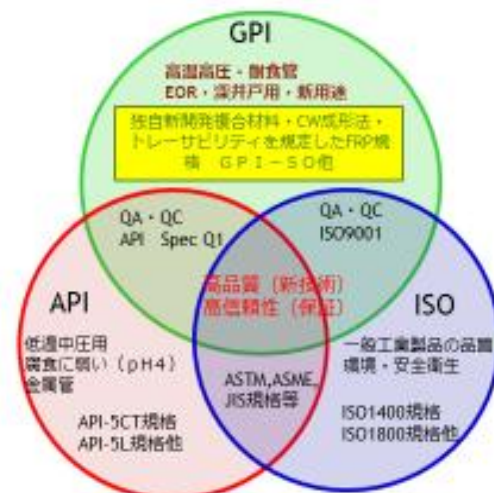 GPI
高温高圧・耐食管
EOR・深井戸用・新用途
独自新開発複合材料・CW成形法・
トレーサビリティを規定したFRP規
格　ＧＰＩ－ＳＯ他
QA・QC
API　Spec Q1
QA・QC
ISO9001
高品質（新技術）
高信頼性（保証）
API
低温中圧用
腐食に弱い（ｐH４）
金属管
API-5CT規格
API-5L規格他
ASTM,ASME,
JIS規格等
ISO
一般工業製品の品質
環境・安全衛生
ISO1400規格
ISO1800規格他